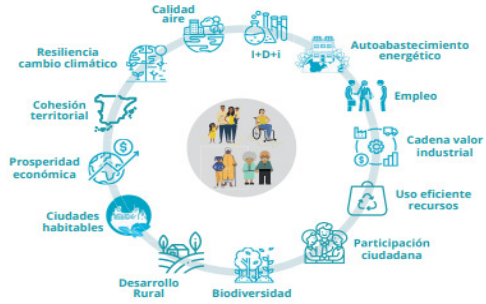 Calidad
aire
I+D+i
Autoabastecimiento
energético
Empleo
Cadena valor
industrial
Uso eficiente
recursos
Participación
ciudadana
Biodiversidad
Desarrollo
Rural
Ciudades
habitables
Prosperidad
económica
Cohesión
territorial
Resiliencia
cambio climático